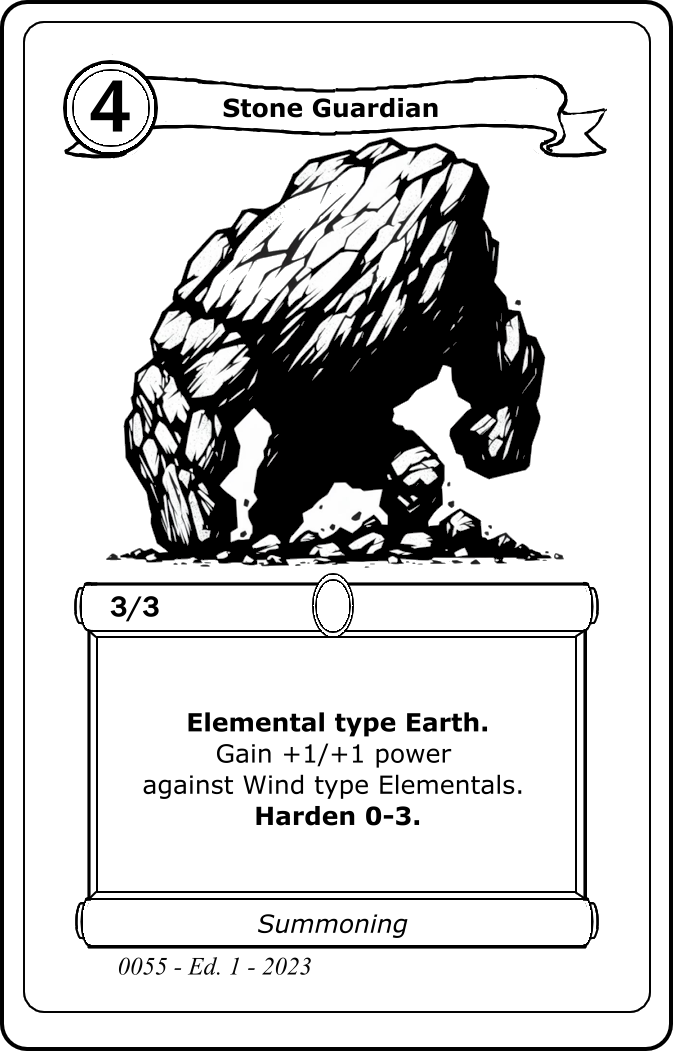 4
Stone Guardian
3/3
Elemental type Earth.
Gain +1/+1 power
against Wind type Elementals.
Harden 0-3.
Summoning
0055 - Ed. 1 - 2023